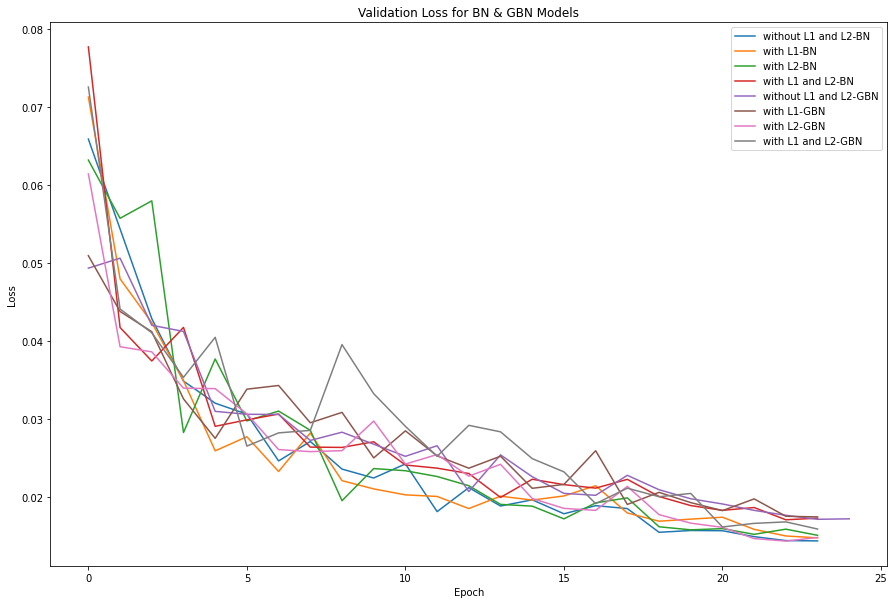 Validation Loss for BN & GBN Models
0.08
0.07
0.06
0.05
0.04
0.03
0.02
Loss
without L1 and L2-BN
with L1-BN
with L2-BN
with L1 and L2-BN
without L1 and L2-GBN
with L1-GBN
with L2-GBN
with L1 and L2-GBN
0 5 10 15 20 25
Epoch